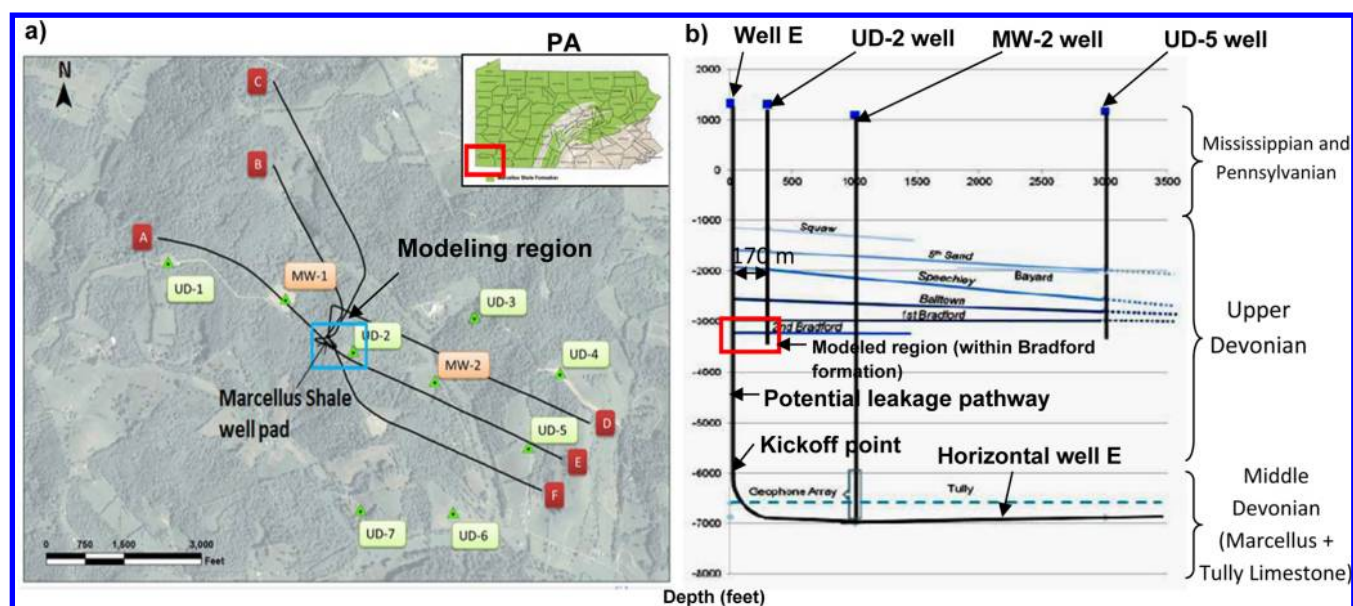 a)
N
PA
Marcellus Shale Formation
C
B
A
UD-1
MW-1
Modeling region
UD-3
UD-2
UD-4
MW-2
Marcellus Shale
well pad
UD-5
D
E
F
UD-7
UD-6
0 750 1,500 3,000
Feet
b)
Well E
UD-2 well
MW-2 well
UD-5 well
2000
1000
0
-1000
-2000
-3000
-4000
-5000
-6000
-7000
-8000
0 500 1000 1500 2000 2500 3000 3500
Squaw
5th Sand
170 m
Speechley
Bayard
Balltown
1st Bradford
2nd Bradford
Modeled region (within Bradford
formation)
Potential leakage pathway
Kickoff point
Horizontal well E
Geophone Array
Tully
Mississippian and
Pennsylvanian
Upper
Devonian
Middle
Devonian
(Marcellus +
Tully Limestone)
Depth (feet)